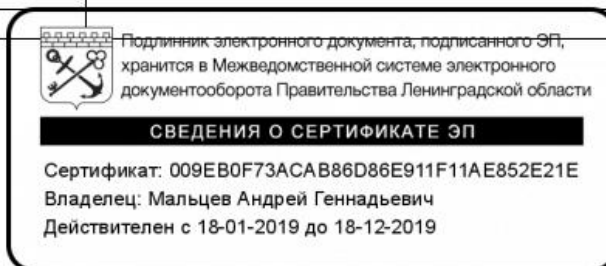 Подлинник электронного документа, подписанного ЭП,
хранится в Межведомственной системе электронного
документооборота Правительства Ленинградской области
СВЕДЕНИЯ О СЕРТИФИКАТЕ ЭП
Сертификат: 009EB0F73ACAB86D86E911F11AE852E21E
Владелец: Мальцев Андрей Геннадьевич
Действителен с 18-01-2019 до 18-12-2019